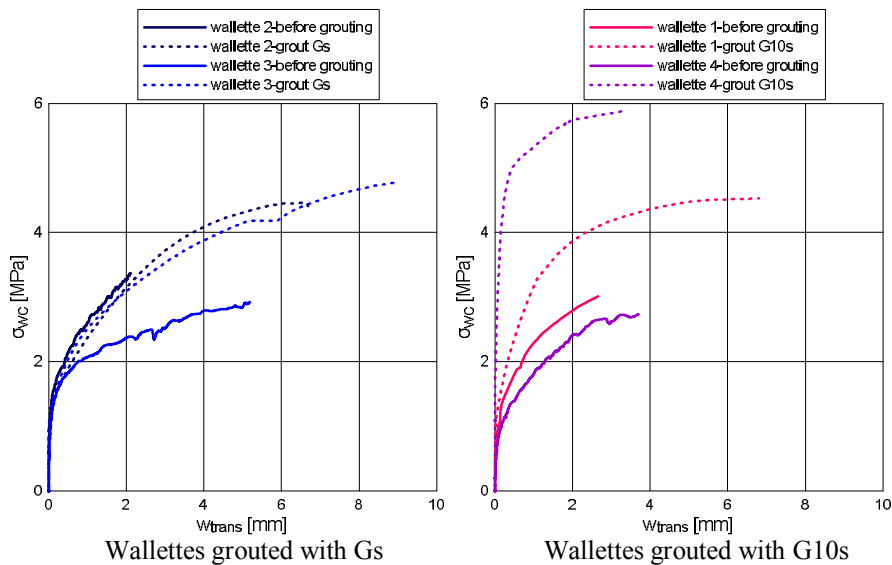 wallette 2-before grouting
wallette 2-grout Gs
wallette 3-before grouting
wallette 3-grout Gs
6
4
2
0
σwc [MPa]
0 2 4 6 8 10
wtrans [mm]
Wallettes grouted with Gs
wallette 1-before grouting
wallette 1-grout G10s
wallette 4-before grouting
wallette 4-grout G10s
6
4
2
0
σwc [MPa]
0 2 4 6 8 10
wtrans [mm]
Wallettes grouted with G10s